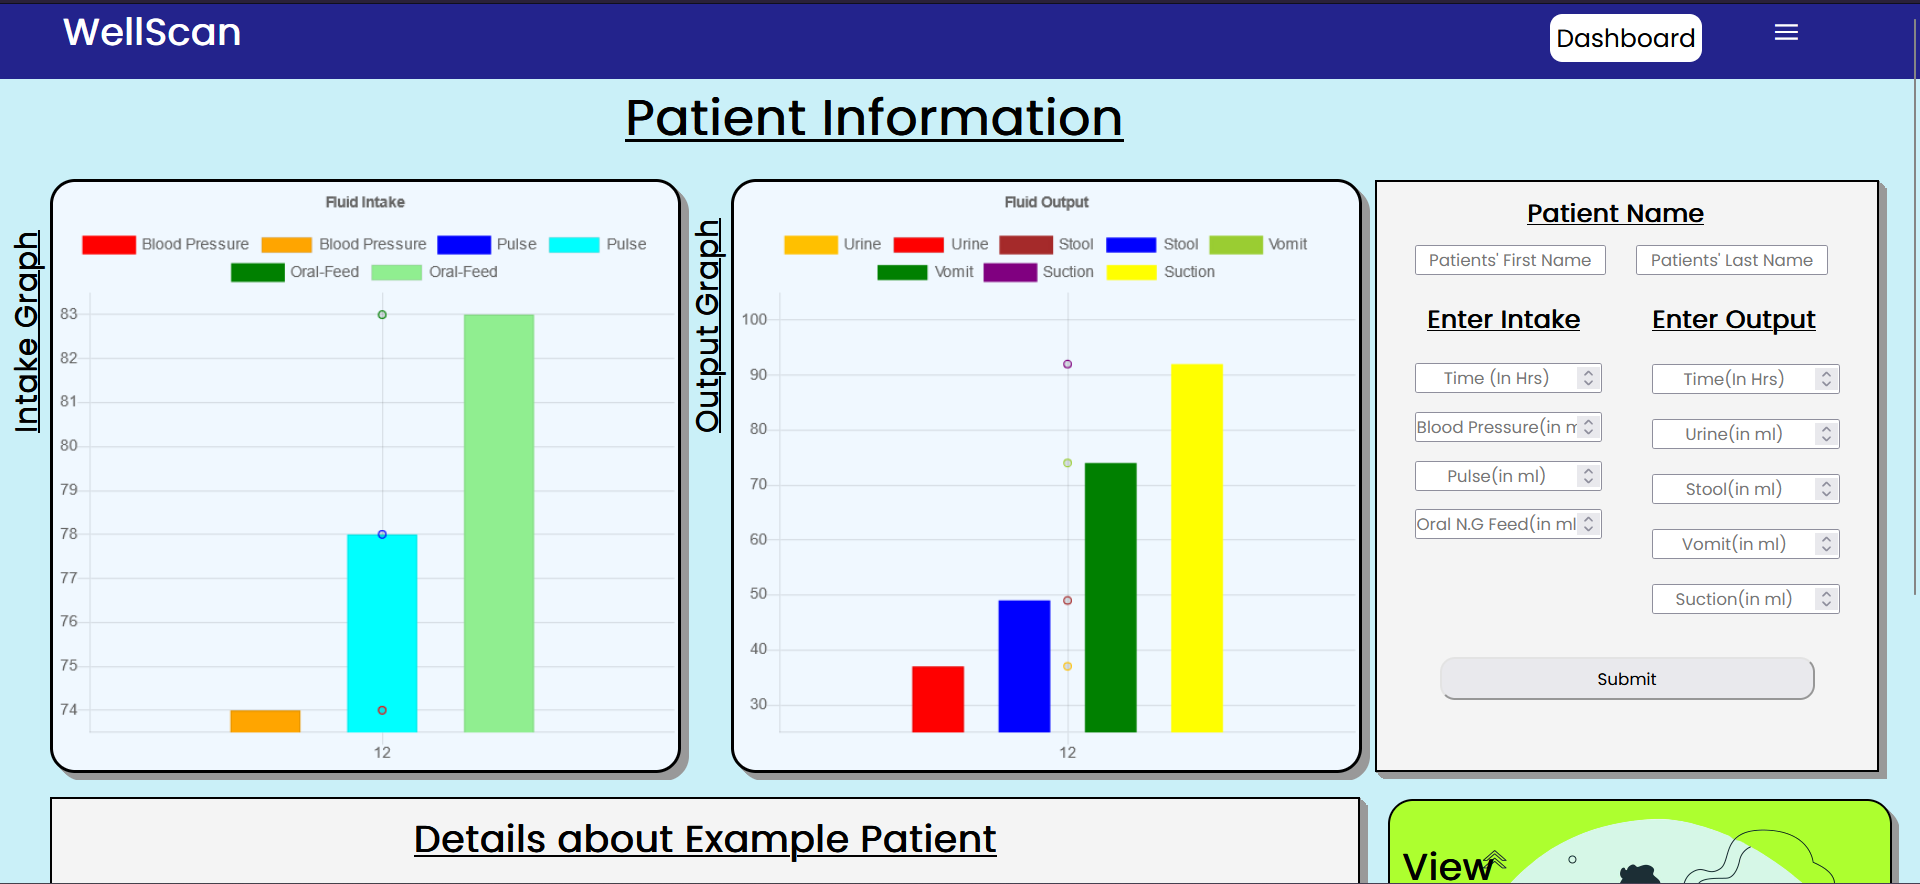 WellScan
Dashboard
Patient Information
Intake Graph
Fluid Intake
Blood Pressure Blood Pressure Pulse Pulse
Oral-Feed Oral-Feed
83
82
81
80
79
78
77
76
75
74
12
Output Graph
Fluid Output
Urine Urine Stool Stool Vomit
Vomit Suction Suction
100
90
80
70
60
50
40
30
12
Patient Name
Patients' First Name Patients' Last Name
Enter Intake
Time (In Hrs)
Blood Pressure(in m
Pulse(in ml)
Oral N.G Feed(in ml
Enter Output
Time(In Hrs)
Urine(in ml)
Stool(in ml)
Vomit(in ml)
Suction(in ml)
Submit
Details about Example Patient
View